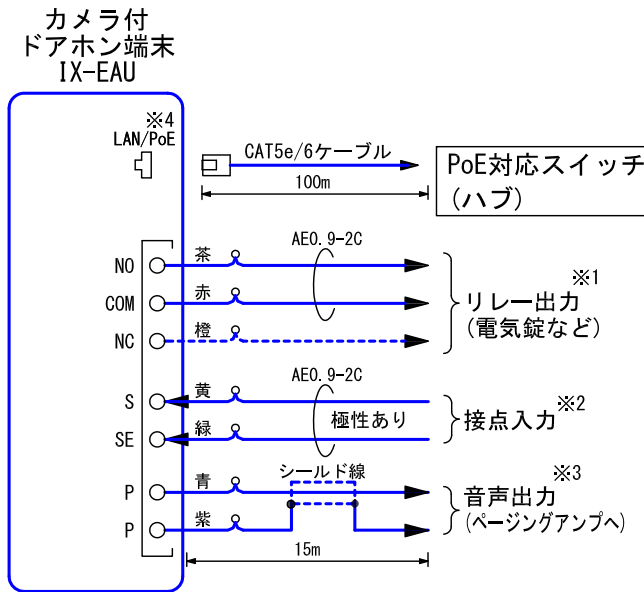 カメラ付
ドアホン端末
IX-EAU
※4
LAN/PoE
CAT5e/6ケーブル
100m
PoE対応スイッチ
(ハブ)
AE0.9-2C
NO 茶
COM 赤
NC 橙
※1
リレー出力
(電気錠など)
AE0.9-2C
S 黄
SE 緑
極性あり
接点入力※2
シールド線
P 青
P 紫
※3
音声出力
(ページングアンプへ)
15m